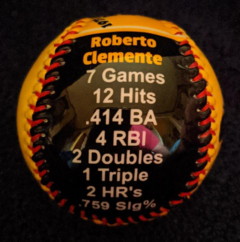 Roberto
Clemente
7 Games
12 Hits
.414 BA
4 RBI
2 Doubles
1 Triple
2 HR's
.759 Slg%